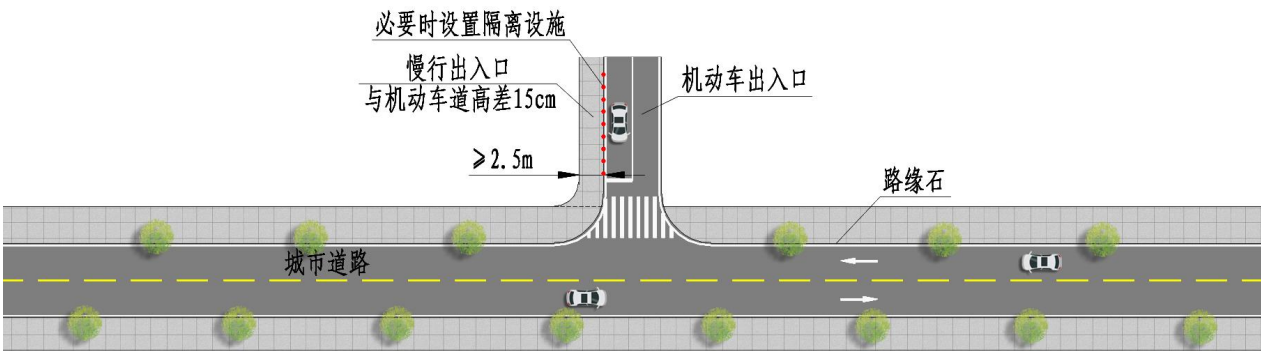 必要时设置隔离设施
慢行出入口
与机动车道高差15cm
机动车出入口
≥2.5m
路缘石
城市道路